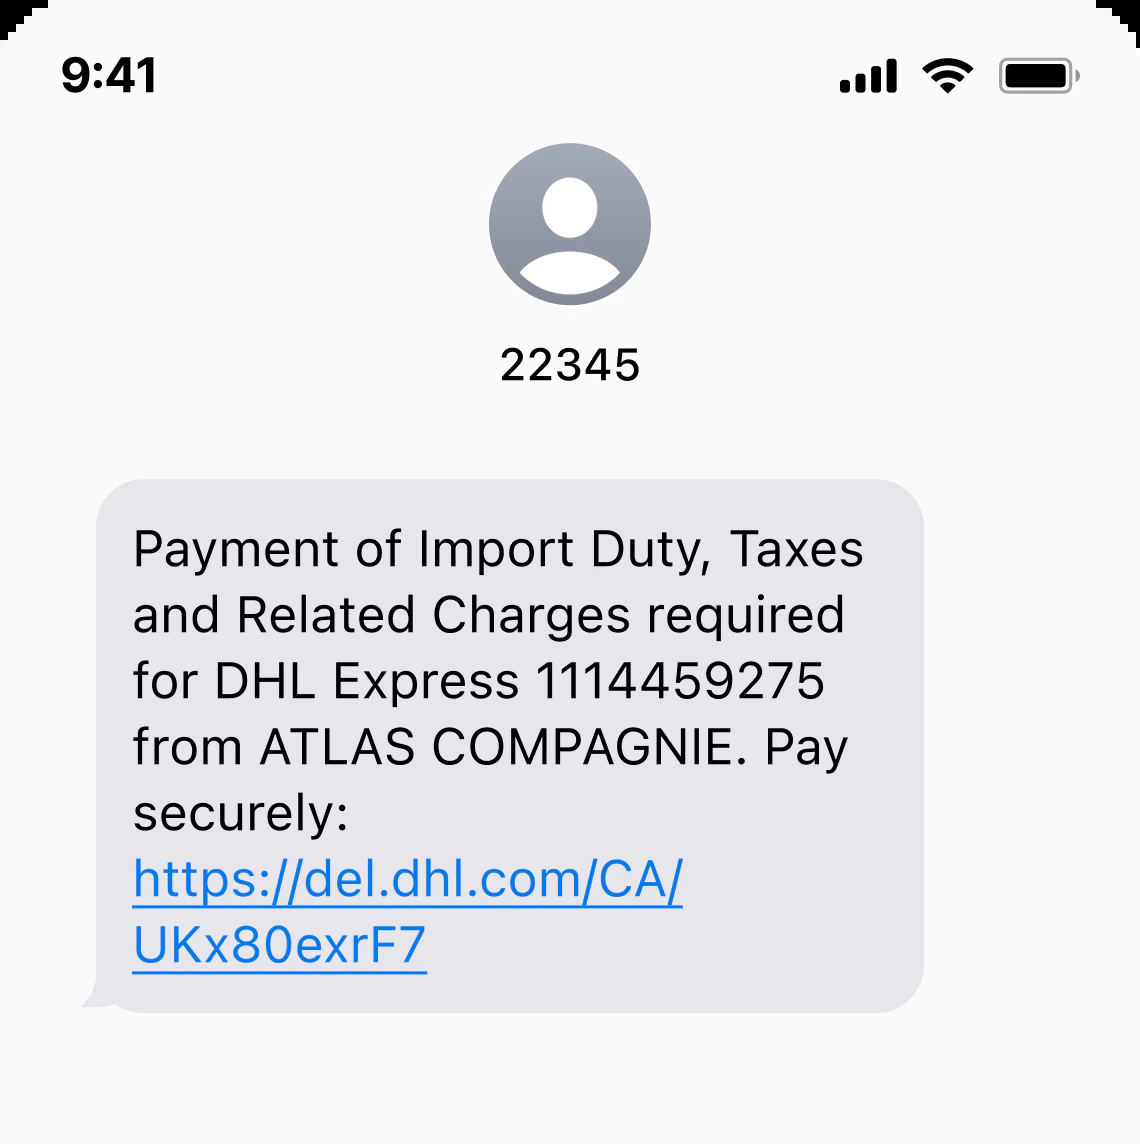 9:41
22345
Payment of Import Duty, Taxes
and Related Charges required
for DHL Express 1114459275
from ATLAS COMPAGNIE. Pay
securely:
https://del.dhl.com/CA/
UKx80exrF7